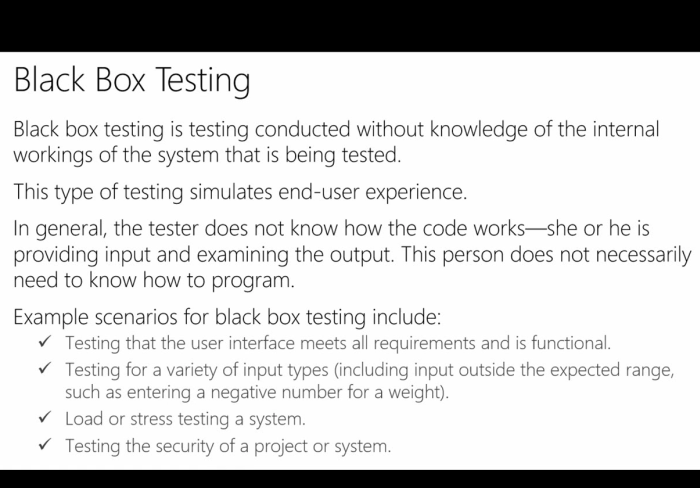 Black Box Testing
Black box testing is testing conducted without knowledge of the internal
workings of the system that is being tested.
This type of testing simulates end-user experience.
In general, the tester does not know how the code works—she or he is
providing input and examining the output. This person does not necessarily
need to know how to program.
Example scenarios for black box testing include:
✓ Testing that the user interface meets all requirements and is functional.
✓ Testing for a variety of input types (including input outside the expected range,
such as entering a negative number for a weight).
✓ Load or stress testing a system.
✓ Testing the security of a project or system.